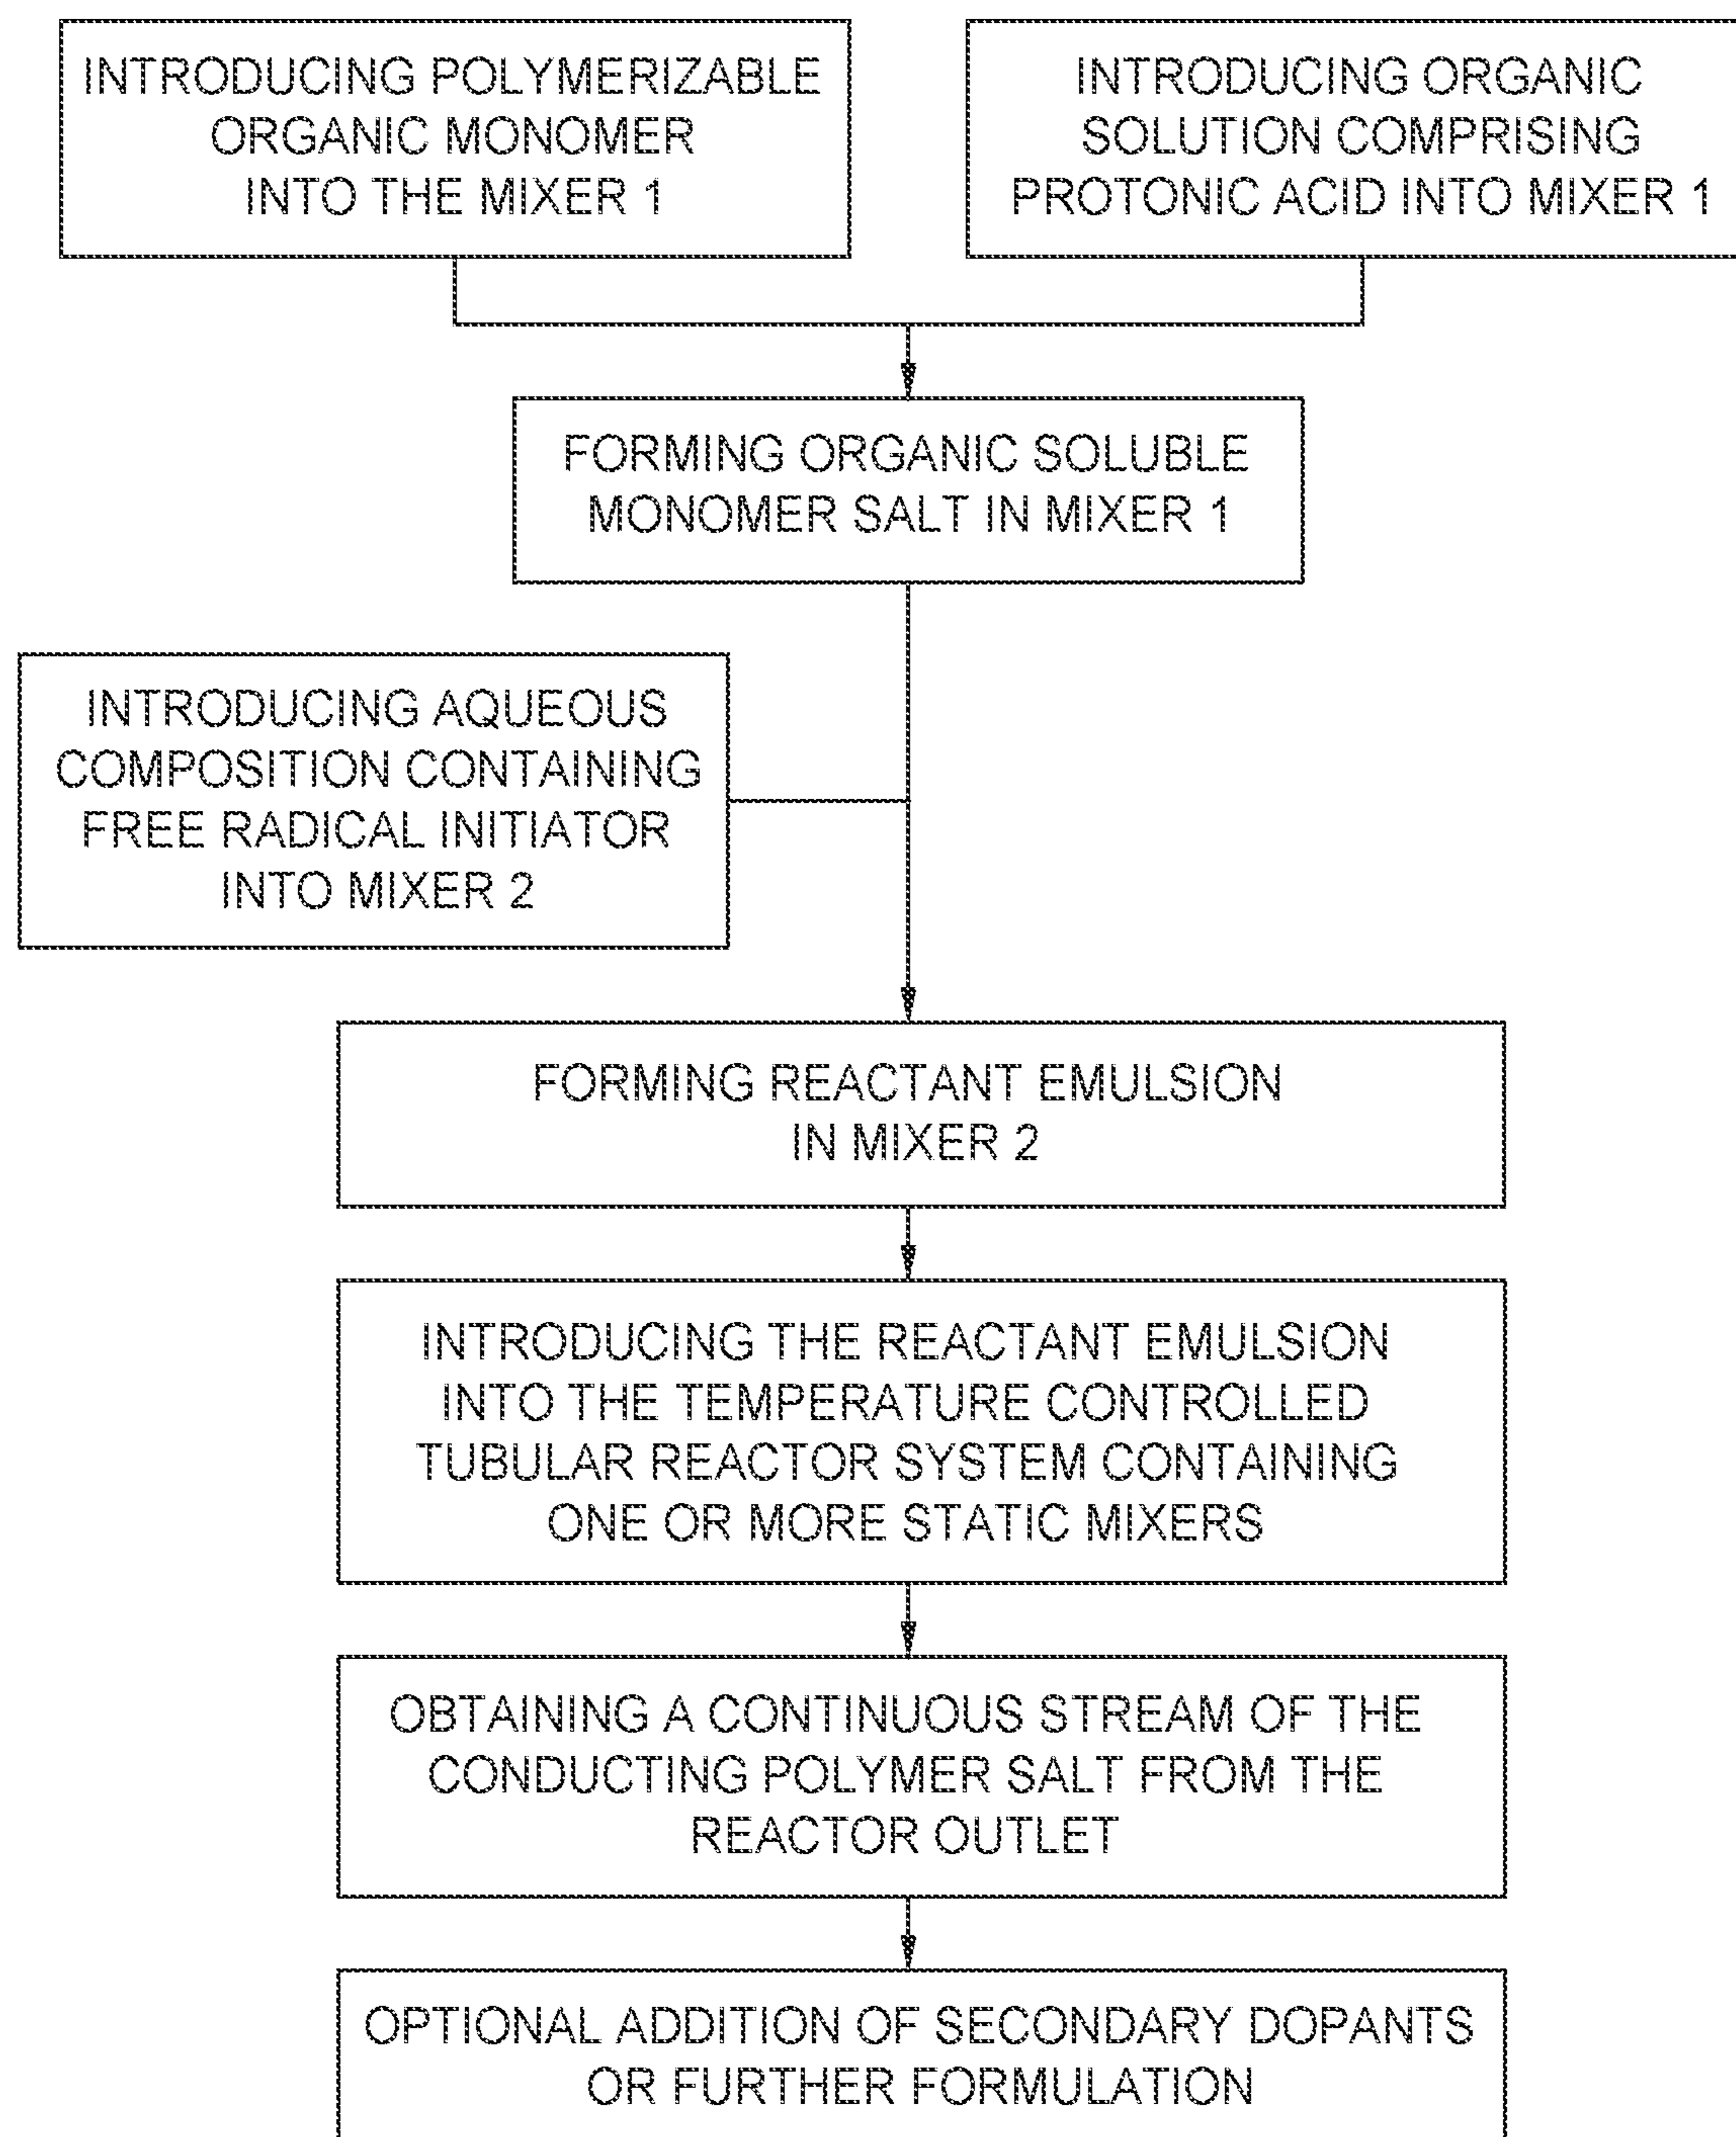 INTRODUCING POLYMERIZABLE
ORGANIC MONOMER
INTO THE MIXER 1
INTRODUCING ORGANIC
SOLUTION COMPRISING
PROTONIC ACID INTO MIXER 1
FORMING ORGANIC SOLUBLE
MONOMER SALT IN MIXER 1
INTRODUCING AQUEOUS
COMPOSITION CONTAINING
FREE RADICAL INITIATOR
INTO MIXER 2
FORMING REACTANT EMULSION
IN MIXER 2
INTRODUCING THE REACTANT EMULSION
INTO THE TEMPERATURE CONTROLLED
TUBULAR REACTOR SYSTEM CONTAINING
ONE OR MORE STATIC MIXERS
OBTAINING A CONTINUOUS STREAM OF THE
CONDUCTING POLYMER SALT FROM THE
REACTOR OUTLET
OPTIONAL ADDITION OF SECONDARY DOPANTS
OR FURTHER FORMULATION